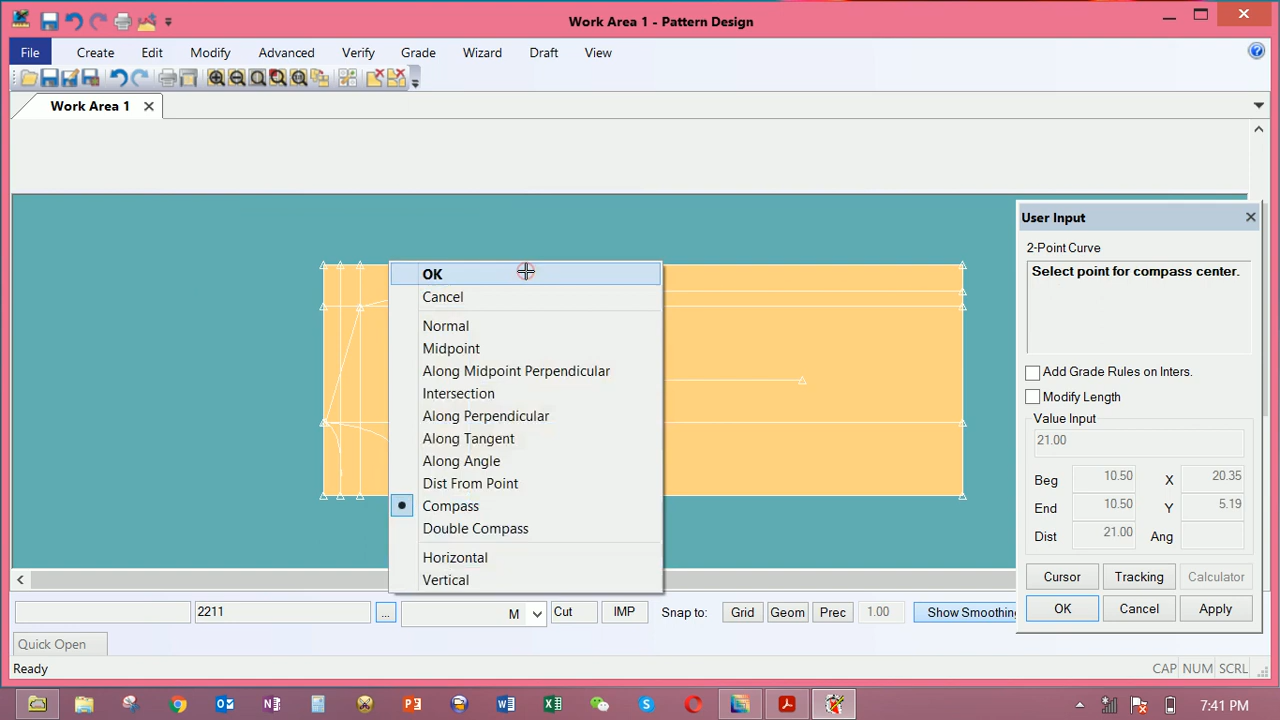 Work Area 1 - Pattern Design
File Create Edit Modify Advanced Verify Grade Wizard Draft View
Work Area 1
User Input
2-Point Curve
Select point for compass center.
OK
Cancel
Normal
Midpoint
Along Midpoint Perpendicular
Intersection
Along Perpendicular
Along Tangent
Along Angle
Dist From Point
Compass
Double Compass
Horizontal
Vertical
Add Grade Rules on Inters.
Modify Length
Value Input
21.00
Beg 10.50 X 20.35
End 10.50 Y 5.19
Dist 21.00 Ang
Cursor Tracking Calculator
OK Cancel Apply
2211 ... M Cut IMP Snap to: Grid Geom Prec 1.00 Show Smoothing
Quick Open
Ready CAP NUM SCRL
7:41 PM